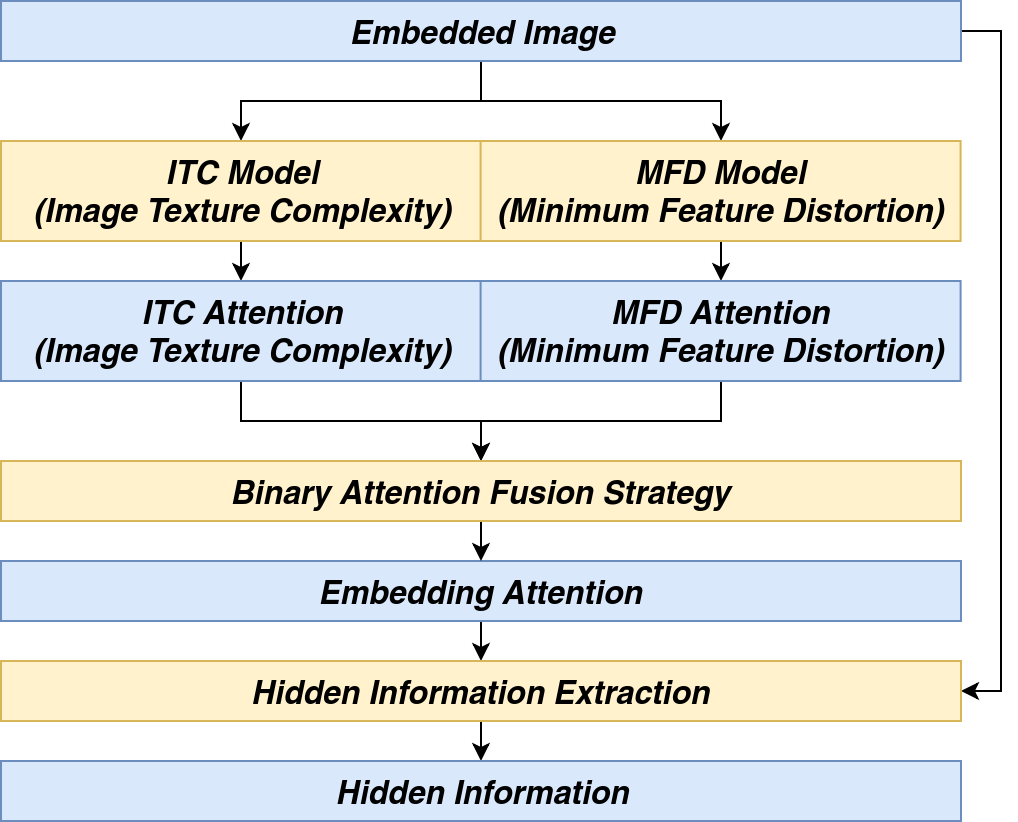 Embedded Image
ITC Model
(Image Texture Complexity)
MFD Model
(Minimum Feature Distortion)
ITC Attention
(Image Texture Complexity)
MFD Attention
(Minimum Feature Distortion)
Binary Attention Fusion Strategy
Embedding Attention
Hidden Information Extraction
Hidden Information